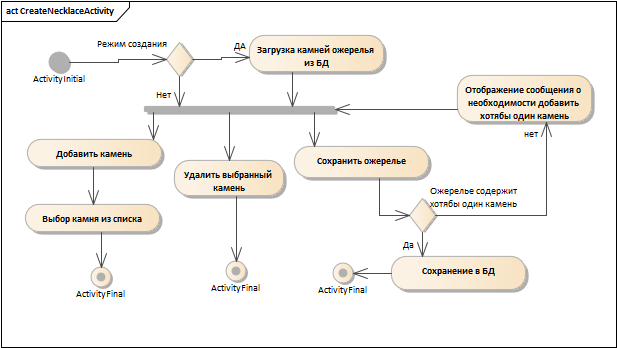 act CreateNecklaceActivity
Режим создания
ДА
Загрузка камней ожерелья
из БД
ActivityInitial
Нет
Отображение сообщения о
необходимости добавить
хотябы один камень
нет
Добавить камень
Удалить выбранный
камень
Сохранить ожерелье
Ожерелье содержит
хотябы один камень
Выбор камня из списка
Да
Сохранение в БД
ActivityFinal
ActivityFinal
ActivityFinal